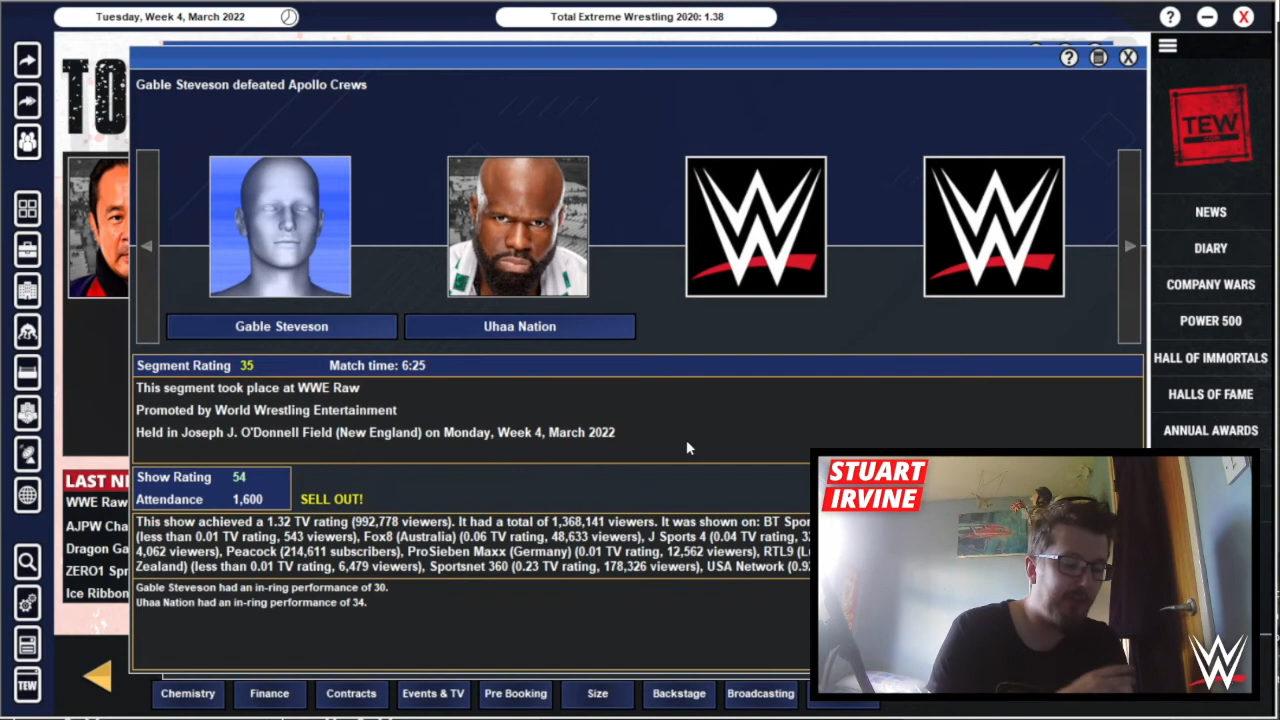 Tuesday, Week 4, March 2022
Total Extreme Wrestling 2020: 1.38
?
X
?
X
Gable Steveson defeated Apollo Crews
TO
TEW
NEWS
DIARY
COMPANY WARS
POWER 500
HALL OF IMMORTALS
HALLS OF FAME
ANNUAL AWARDS
Gable Steveson
Uhaa Nation
Segment Rating 35 Match time: 6:25
This segment took place at WWE Raw
Promoted by World Wrestling Entertainment
Held in Joseph J. O'Donnell Field (New England) on Monday, Week 4, March 2022
Show Rating 54
Attendance 1,600 SELL OUT!
LAST NI
WWE Raw
AJPW Cha
Dragon Ga
ZERO1 Spr
Ice Ribbon
This show achieved a 1.32 TV rating (992,778 viewers). It had a total of 1,368,141 viewers. It was shown on: BT Spor
(less than 0.01 TV rating, 543 viewers), Fox8 (Australia) (0.06 TV rating, 48,633 viewers), J Sports 4 (0.04 TV rating, 32
4,062 viewers), Peacock (214,611 subscribers), ProSieben Maxx (Germany) (0.01 TV rating, 12,562 viewers), RTL9 (L
Zealand) (less than 0.01 TV rating, 6,479 viewers), Sportsnet 360 (0.23 TV rating, 178,326 viewers), USA Network (0.92
Gable Steveson had an in-ring performance of 30.
Uhaa Nation had an in-ring performance of 34.
STUART
IRVINE
TEW
Chemistry
Finance
Contracts
Events & TV
Pre Booking
Size
Backstage
Broadcasting